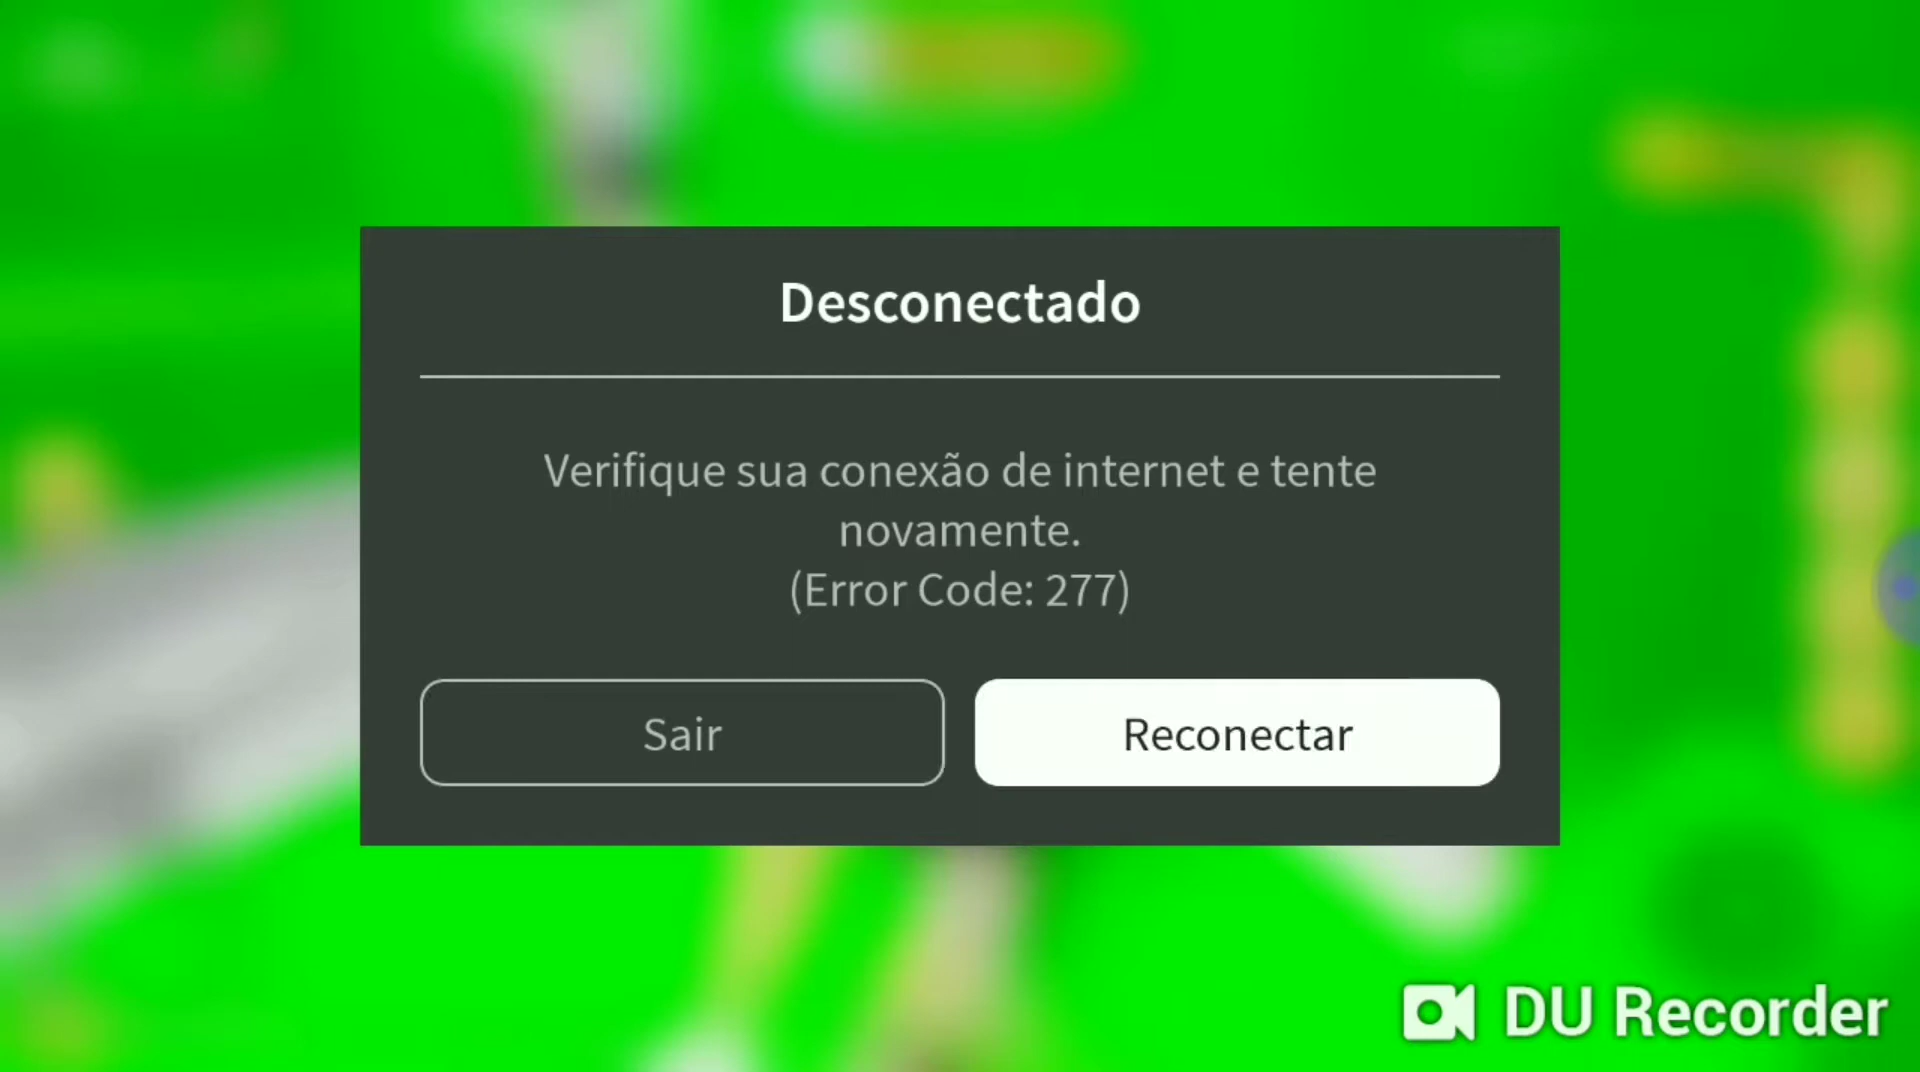 Desconectado
Verifique sua conexão de internet e tente
novamente.
(Error Code: 277)
Sair
Reconectar
DU Recorder